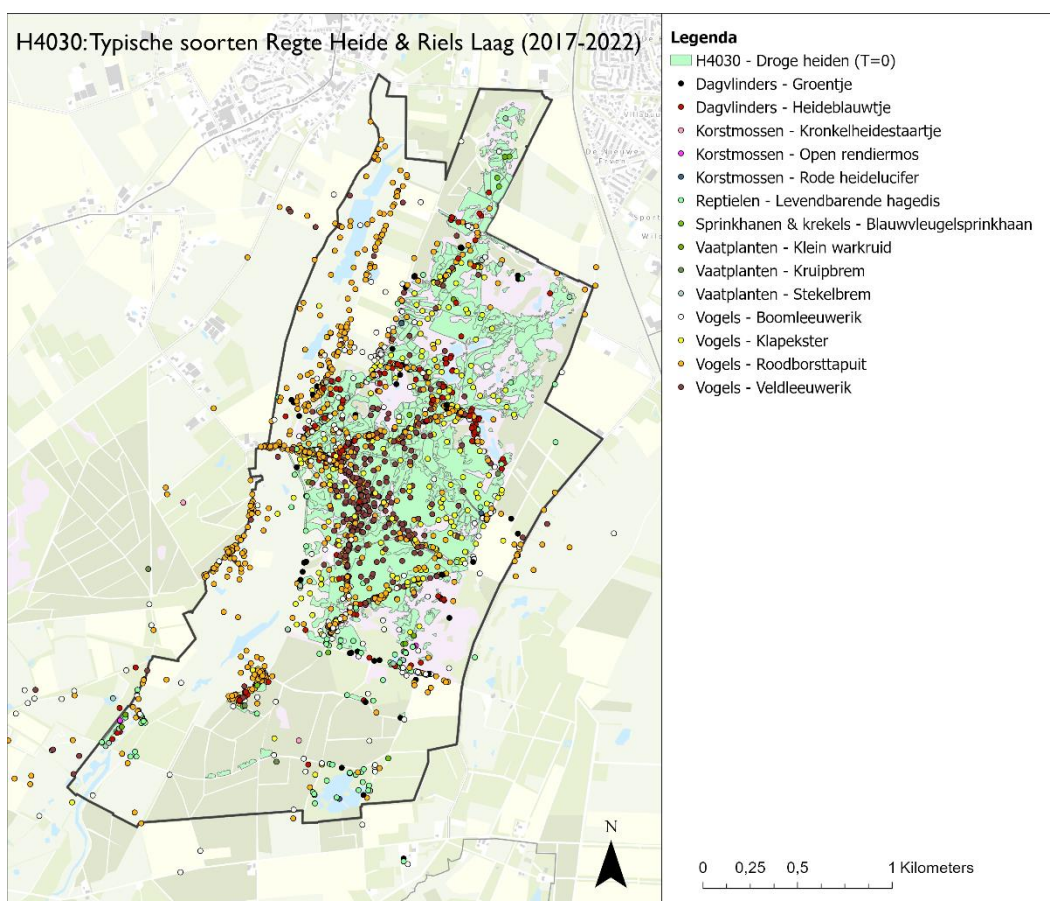 H4030: Typische soorten Regte Heide & Riels Laag (2017-2022)
Legenda
H4030 - Droge heiden (T=0)
Dagvlinders - Groentje
Dagvlinders - Heideblauwtje
Korstmossen - Kronkelheidestaartje
Korstmossen - Open rendiermos
Korstmossen - Rode heidelucifer
Reptielen - Levendbarende hagedis
Sprinkhanen & krekels - Blauwvleugelsprinkhaan
Vaatplanten - Klein warkruid
Vaatplanten - Kruipbrem
Vaatplanten - Stekelbrem
Vogels - Boomleeuwerik
Vogels - Klapekster
Vogels - Roodborsttapuit
Vogels - Veldleeuwerik
N
0 0,25 0,5 1 Kilometers